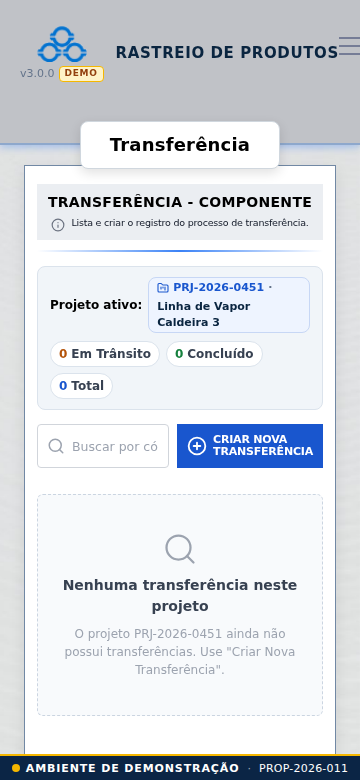 RASTREIO DE PRODUTOS
v3.0.0 DEMO
Transferência
TRANSFERÊNCIA - COMPONENTE
Lista e criar o registro do processo de transferência.
Projeto ativo:
PRJ-2026-0451 ·
Linha de Vapor
Caldeira 3
0 Em Trânsito
0 Concluído
0 Total
Buscar por có
CRIAR NOVA
TRANSFERÊNCIA
Nenhuma transferência neste
projeto
O projeto PRJ-2026-0451 ainda não
possui transferências. Use "Criar Nova
Transferência".
AMBIENTE DE DEMONSTRAÇÃO · PROP-2026-011